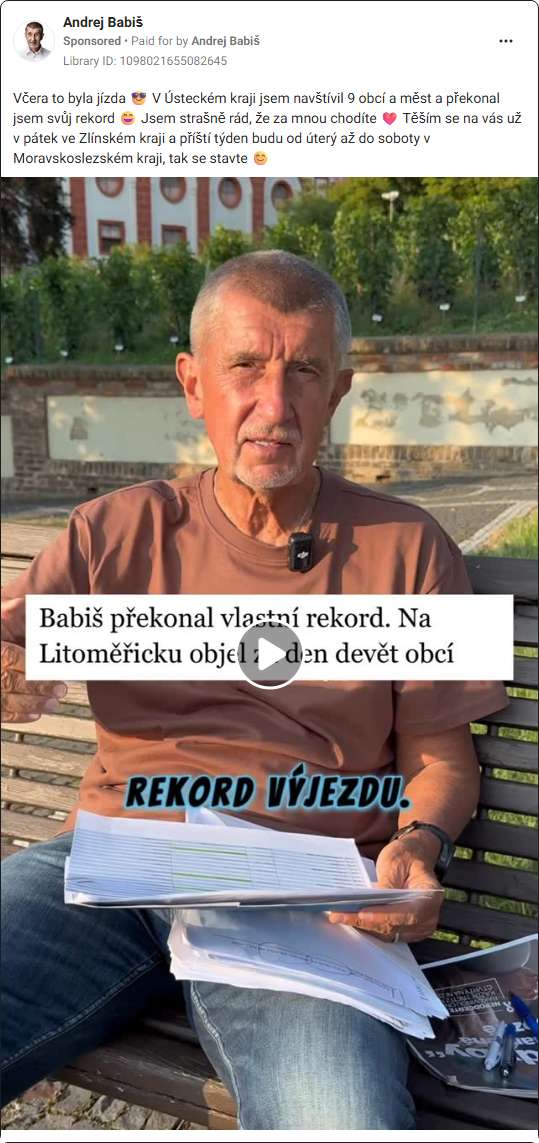 Andrej Babiš
Sponsored • Paid for by Andrej Babiš
Library ID: 1098021655082645
Včera to byla jízda 😎 V Ústeckém kraji jsem navštívil 9 obcí a měst a překonal
jsem svůj rekord 😄 Jsem strašně rád, že za mnou chodíte 💗 Těším se na vás už
v pátek ve Zlínském kraji a příští týden budu od úterý až do soboty v
Moravskoslezském kraji, tak se stavte 😊
Babiš překonal vlastní rekord. Na
Litoměřicku objel za den devět obcí
REKORD VÝJEZDU.